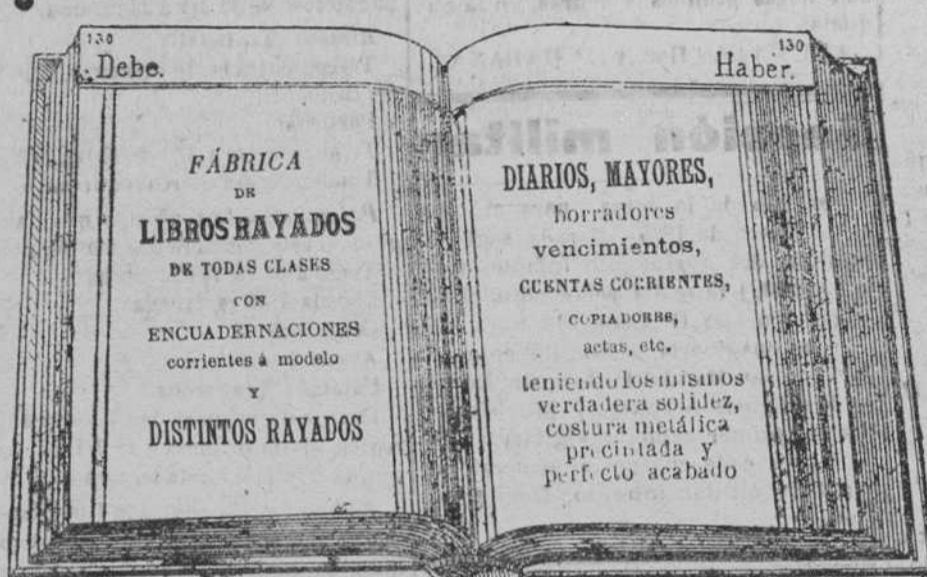 130
Debe.
FÁBRICA
DE
LIBROS RAYADOS
DE TODAS CLASES
CON
ENCUADERNACIONES
corrientes á modelo
Y
DISTINTOS RAYADOS
130
Haber.
DIARIOS, MAYORES,
borradores
vencimientos,
CUENTAS CORRIENTES,
COPIADORES,
actas, etc.
teniendo los mismos
verdadera solidez,
costura metálica
precintada y
perfecto acabado